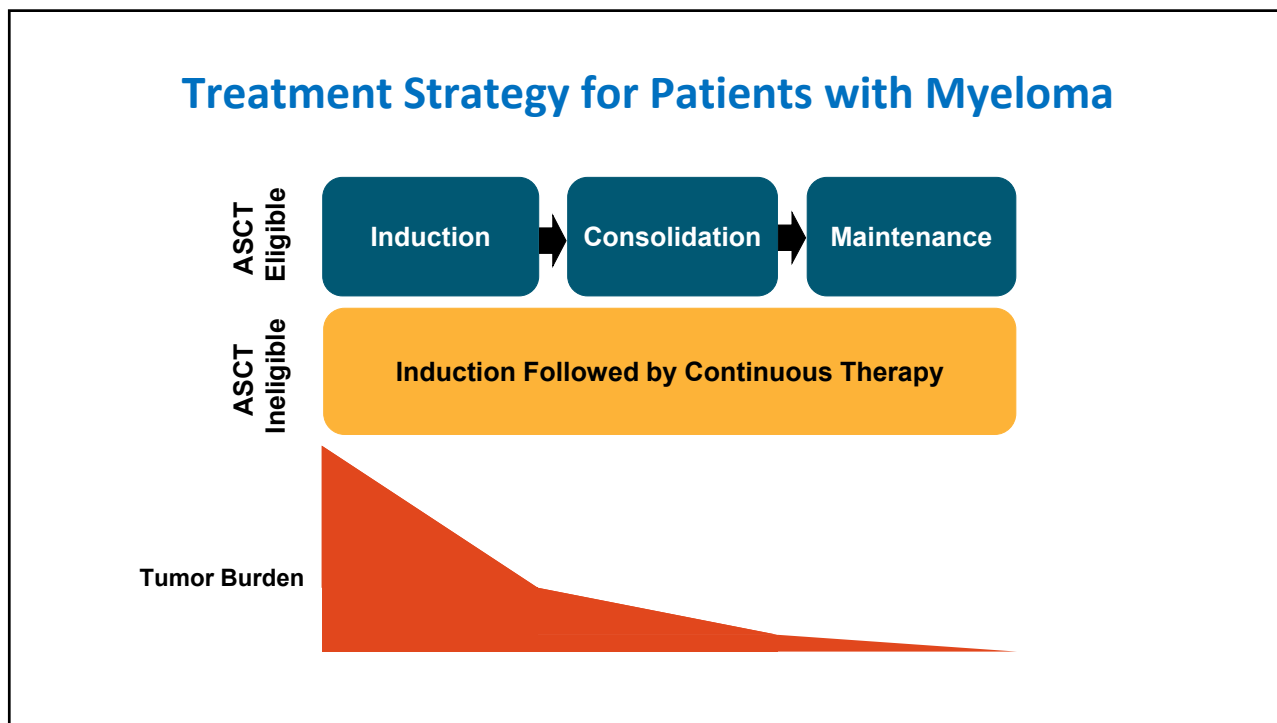 Treatment Strategy for Patients with Myeloma
ASCT
Eligible
Induction
Consolidation
Maintenance
ASCT
Ineligible
Induction Followed by Continuous Therapy
Tumor Burden